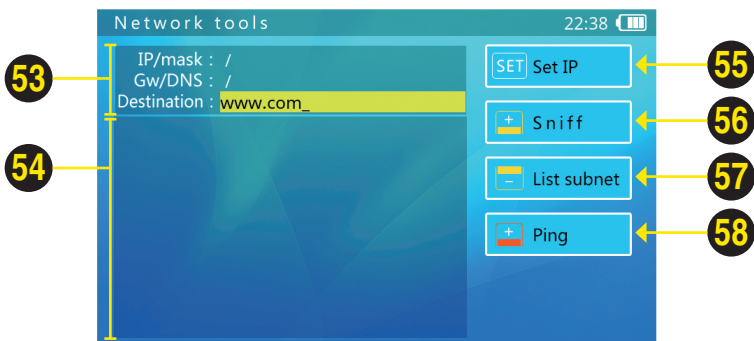 Network tools 22:38
53
IP/mask : /
Gw/DNS : /
Destination : www.com_
54
SET Set IP
55
+ Sniff
56
- List subnet
57
+ Ping
58